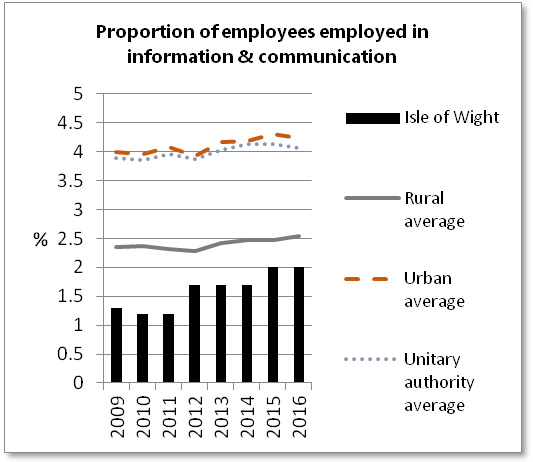 Proportion of employees employed in
information & communication
5
4.5
4
3.5
3
2.5
2
1.5
1
0.5
0
%
2009
2010
2011
2012
2013
2014
2015
2016
Isle of Wight
Rural
average
Urban
average
Unitary
authority
average